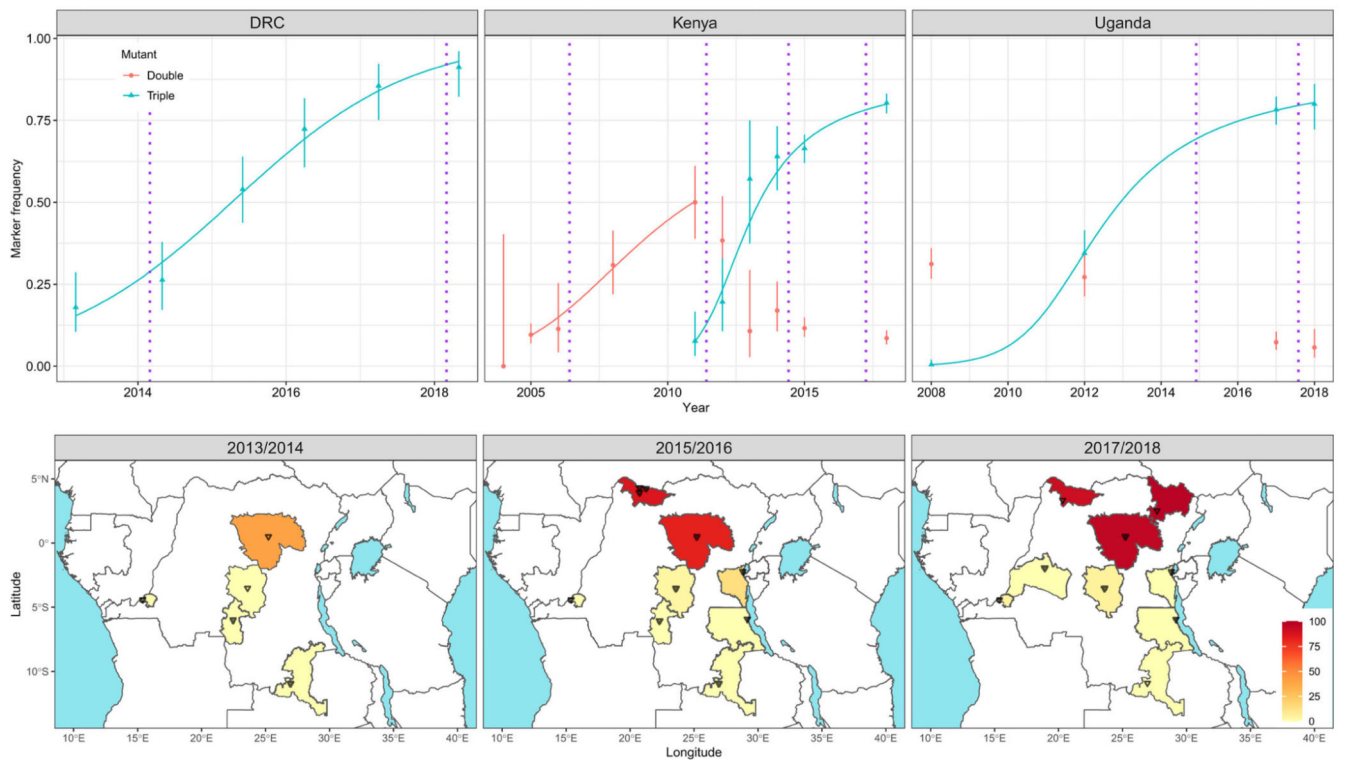 DRC Kenya Uganda
1.00
Mutant
Double
Triple
0.75
Marker frequency
0.50
0.25
0.00
2014 2016 2018 2005 2010 2015 2008 2010 2012 2014 2016 2018
Year
2013/2014 2015/2016 2017/2018
5°N
0°
Latitude
5°S
100
75
10°S
50
25
0
10°E 15°E 20°E 25°E 30°E 35°E 40°E 10°E 15°E 20°E 25°E 30°E 35°E 40°E 10°E 15°E 20°E 25°E 30°E 35°E 40°E
Longitude